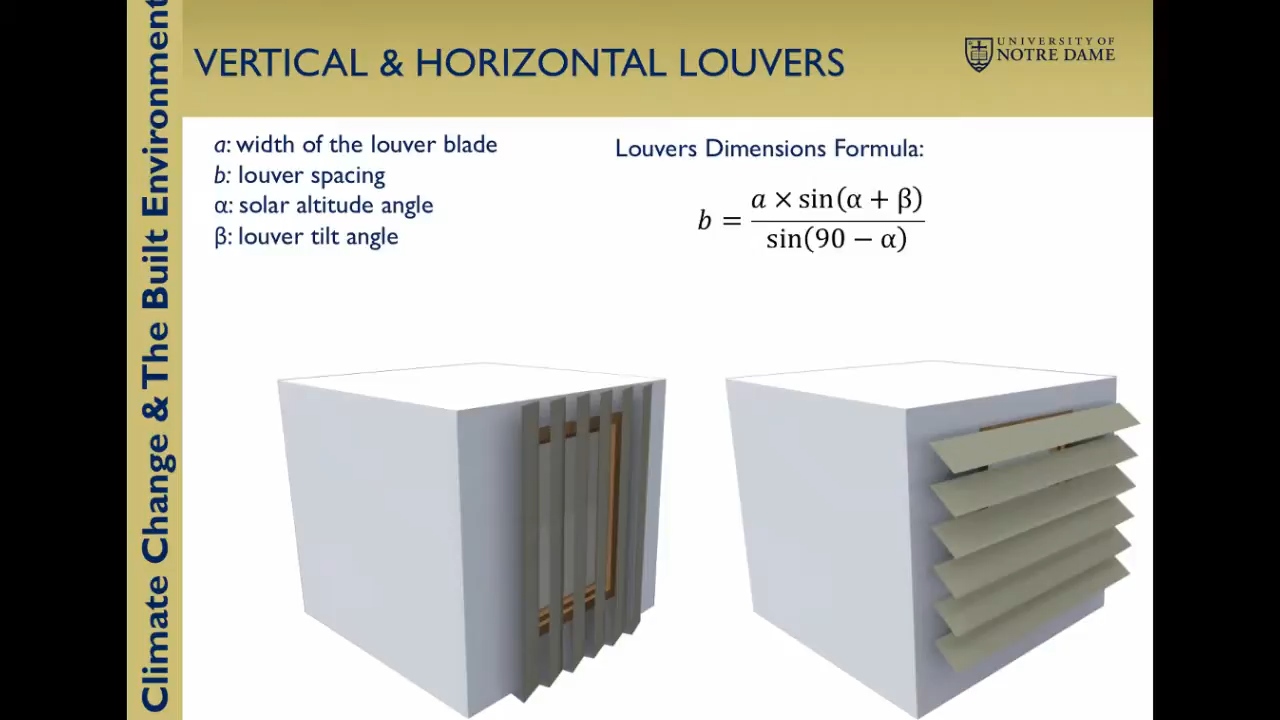 Climate Change & The Built Environment
VERTICAL & HORIZONTAL LOUVERS
UNIVERSITY OF
NOTRE DAME
a: width of the louver blade
b: louver spacing
α: solar altitude angle
β: louver tilt angle
Louvers Dimensions Formula:
b = a × sin(α + β) / sin(90 − α)